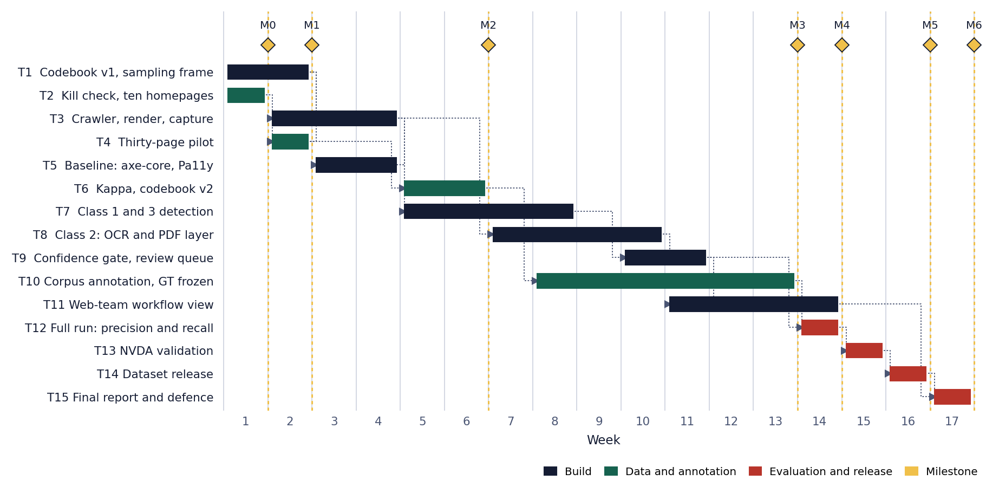 M0 M1 M2 M3 M4 M5 M6
T1 Codebook v1, sampling frame
T2 Kill check, ten homepages
T3 Crawler, render, capture
T4 Thirty-page pilot
T5 Baseline: axe-core, Pa11y
T6 Kappa, codebook v2
T7 Class 1 and 3 detection
T8 Class 2: OCR and PDF layer
T9 Confidence gate, review queue
T10 Corpus annotation, GT frozen
T11 Web-team workflow view
T12 Full run: precision and recall
T13 NVDA validation
T14 Dataset release
T15 Final report and defence
1 2 3 4 5 6 7 8 9 10 11 12 13 14 15 16 17
Week
Build Data and annotation Evaluation and release Milestone